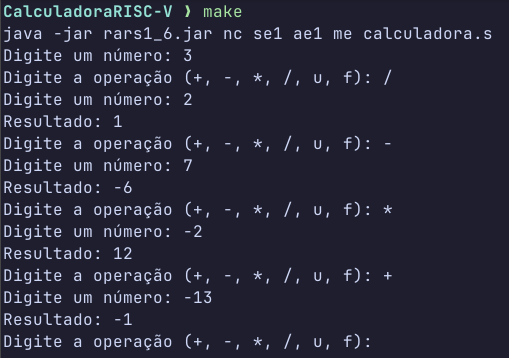 CalculadoraRISC-V ❯ make
java -jar rars1_6.jar nc se1 ae1 me calculadora.s
Digite um número: 3
Digite a operação (+, -, *, /, u, f): /
Digite um número: 2
Resultado: 1
Digite a operação (+, -, *, /, u, f): -
Digite um número: 7
Resultado: -6
Digite a operação (+, -, *, /, u, f): *
Digite um número: -2
Resultado: 12
Digite a operação (+, -, *, /, u, f): +
Digite um número: -13
Resultado: -1
Digite a operação (+, -, *, /, u, f):